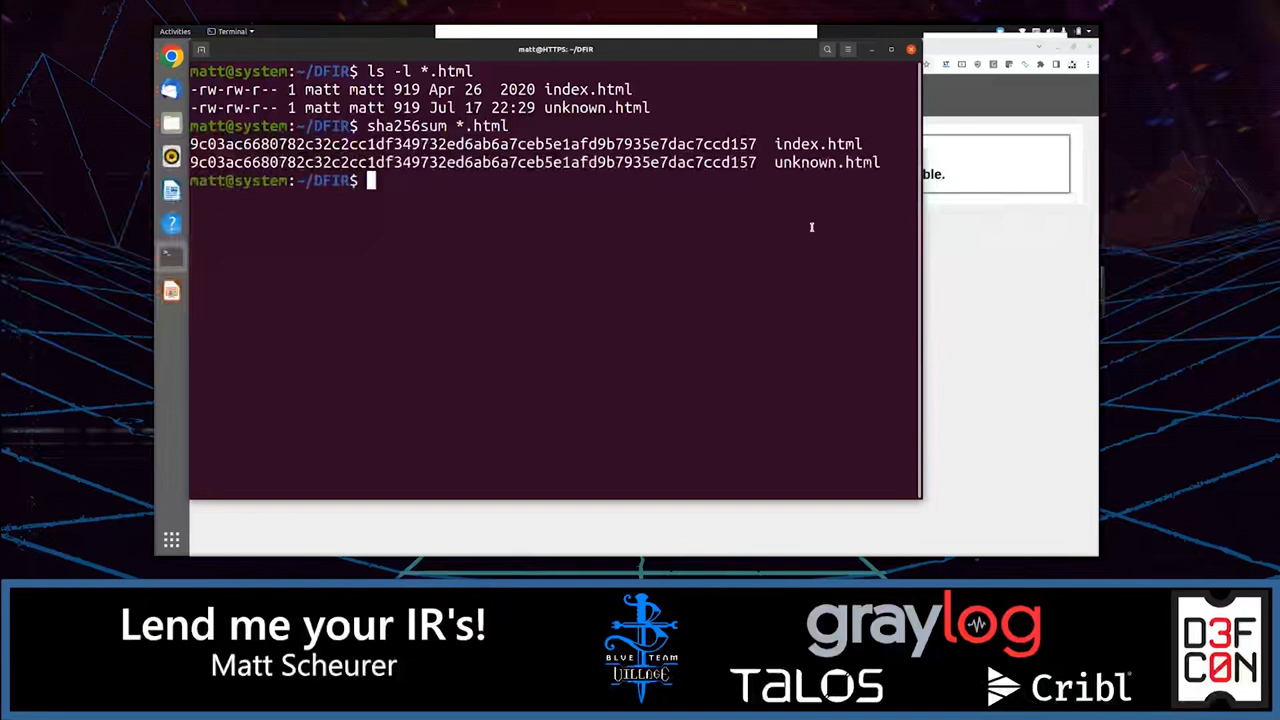 Activities
Terminal
matt@HTTPS: ~/DFIR
matt@system:~/DFIR$ ls -l *.html
-rw-rw-r-- 1 matt matt 919 Apr 26  2020 index.html
-rw-rw-r-- 1 matt matt 919 Jul 17 22:29 unknown.html
matt@system:~/DFIR$ sha256sum *.html
9c03ac6680782c32c2cc1df349732ed6ab6a7ceb5e1afd9b7935e7dac7ccd157  index.html
9c03ac6680782c32c2cc1df349732ed6ab6a7ceb5e1afd9b7935e7dac7ccd157  unknown.html
matt@system:~/DFIR$
ble.
Lend me your IR's!
Matt Scheurer
BLUE TEAM
VILLAGE
graylog
TALOS
Cribl
D3F
C0N